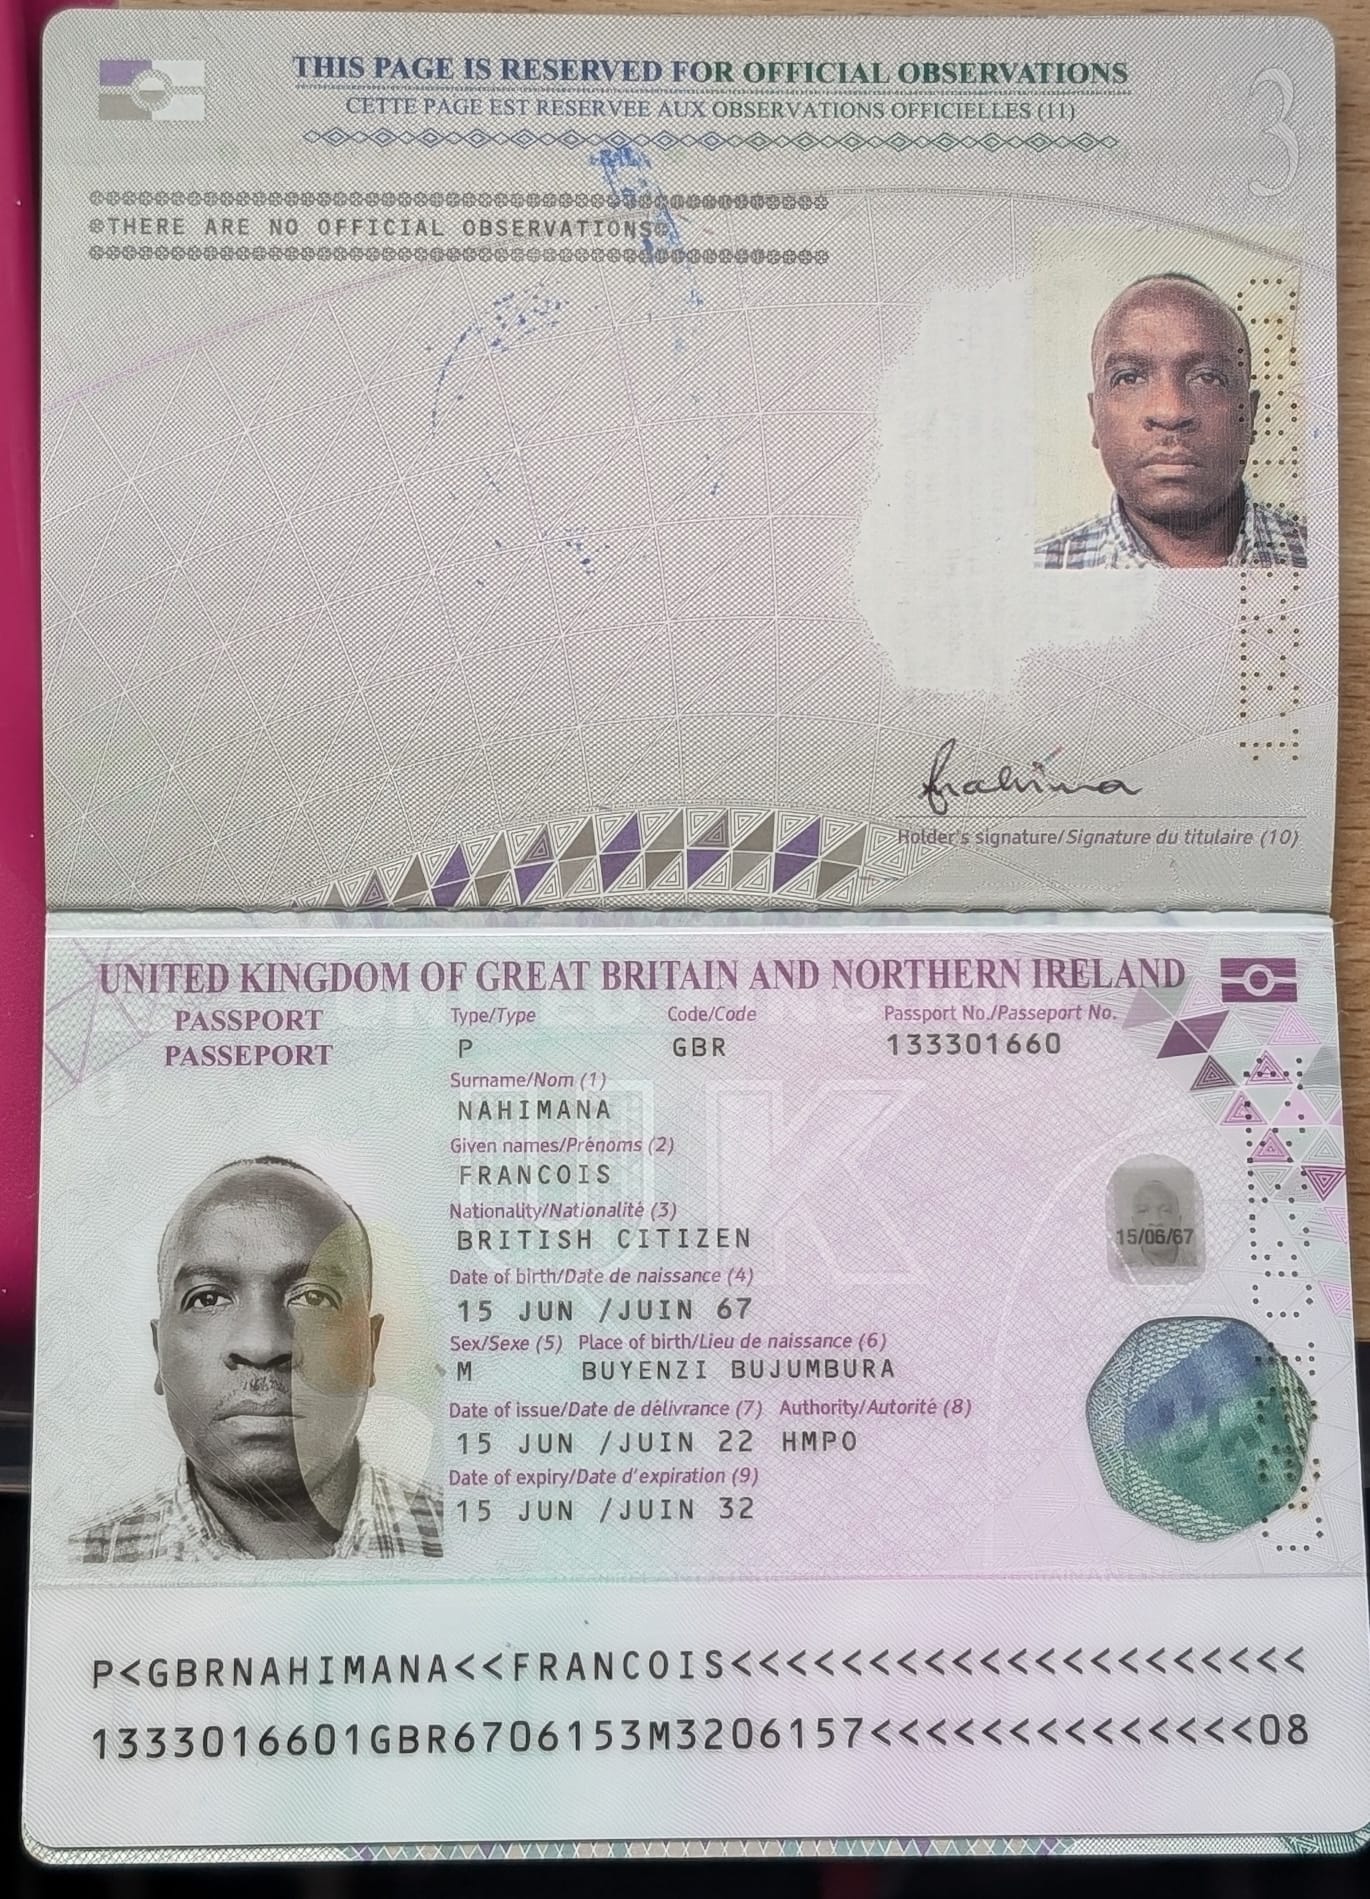 THIS PAGE IS RESERVED FOR OFFICIAL OBSERVATIONS
CETTE PAGE EST RESERVEE AUX OBSERVATIONS OFFICIELLES (11)
3
THERE ARE NO OFFICIAL OBSERVATIONS
Holder's signature/Signature du titulaire (10)
UNITED KINGDOM OF GREAT BRITAIN AND NORTHERN IRELAND
PASSPORT
PASSEPORT
Type/Type Code/Code Passport No./Passeport No.
P GBR 133301660
Surname/Nom (1)
NAHIMANA
Given names/Prénoms (2)
FRANCOIS
Nationality/Nationalité (3)
BRITISH CITIZEN
Date of birth/Date de naissance (4)
15 JUN /JUIN 67
15/06/67
Sex/Sexe (5) Place of birth/Lieu de naissance (6)
M BUYENZI BUJUMBURA
Date of issue/Date de délivrance (7) Authority/Autorité (8)
15 JUN /JUIN 22 HMPO
Date of expiry/Date d'expiration (9)
15 JUN /JUIN 32
UK
P<GBRNAHIMANA<<FRANCOIS<<<<<<<<<<<<<<<<<<<<<
1333016601GBR6706153M3206157<<<<<<<<<<<<<<08